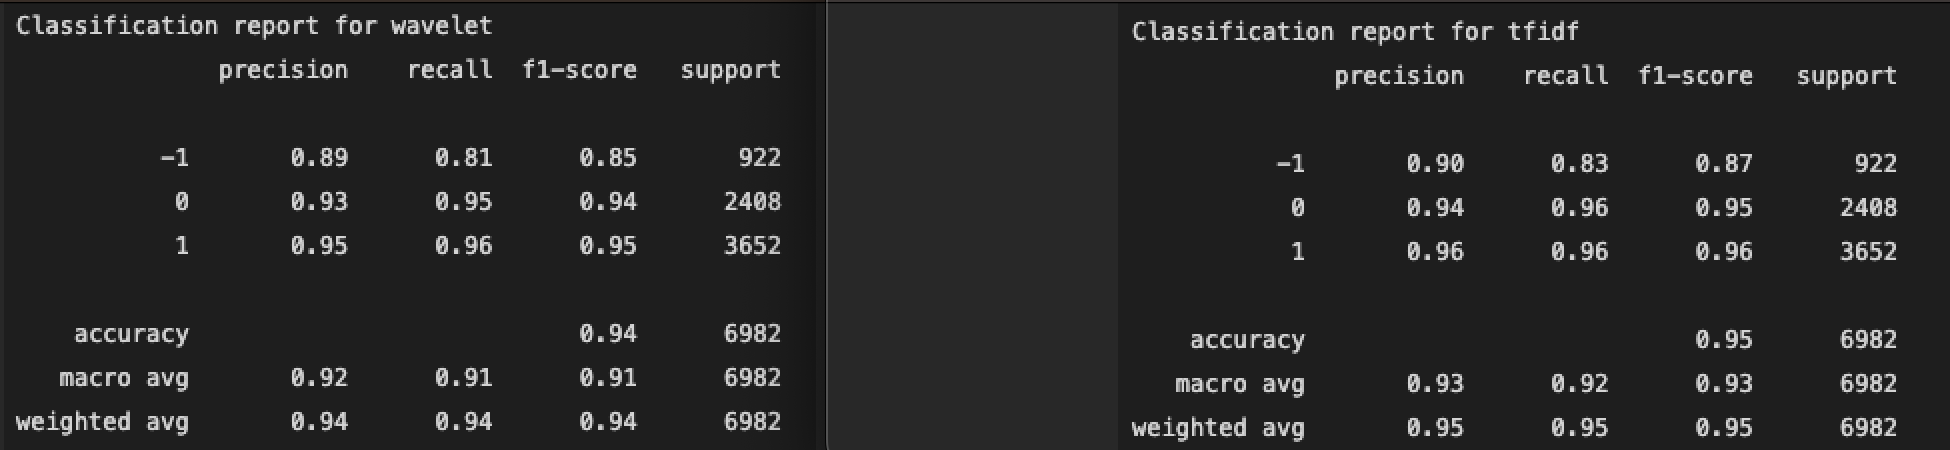 Classification report for wavelet
precision recall f1-score support
-1 0.89 0.81 0.85 922
0 0.93 0.95 0.94 2408
1 0.95 0.96 0.95 3652
accuracy 0.94 6982
macro avg 0.92 0.91 0.91 6982
weighted avg 0.94 0.94 0.94 6982
Classification report for tfidf
precision recall f1-score support
-1 0.90 0.83 0.87 922
0 0.94 0.96 0.95 2408
1 0.96 0.96 0.96 3652
accuracy 0.95 6982
macro avg 0.93 0.92 0.93 6982
weighted avg 0.95 0.95 0.95 6982